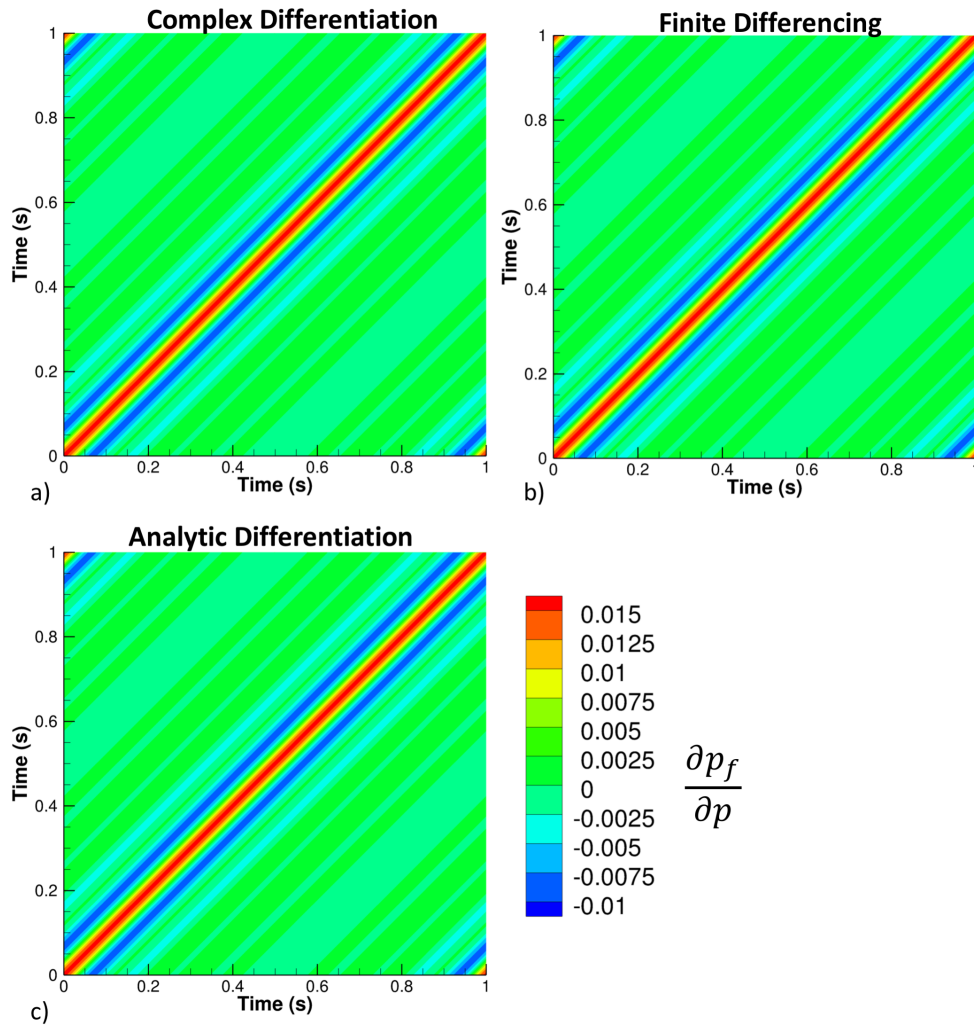 Complex Differentiation
1
0.8
0.6
0.4
0.2
0
Time (s)
0 0.2 0.4 0.6 0.8 1
Time (s)
a)
Finite Differencing
1
0.8
0.6
0.4
0.2
0
Time (s)
0 0.2 0.4 0.6 0.8 1
Time (s)
b)
Analytic Differentiation
1
0.8
0.6
0.4
0.2
0
Time (s)
0 0.2 0.4 0.6 0.8 1
Time (s)
c)
0.015
0.0125
0.01
0.0075
0.005
0.0025
0
-0.0025
-0.005
-0.0075
-0.01
∂p_f
∂p